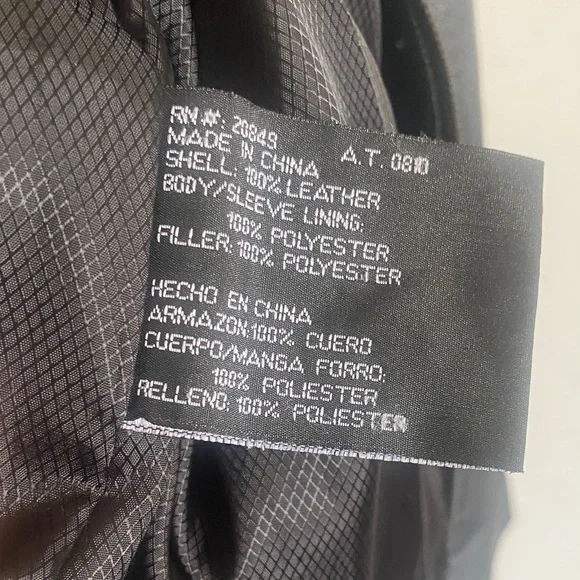 RN #: 20849 A.T. 0810
MADE IN CHINA
SHELL: 100% LEATHER
BODY/SLEEVE LINING:
100% POLYESTER
FILLER: 100% POLYESTER
HECHO EN CHINA
ARMAZON:100% CUERO
CUERPO/MANGA FORRO:
100% POLIESTER
RELLENO: 100% POLIESTER